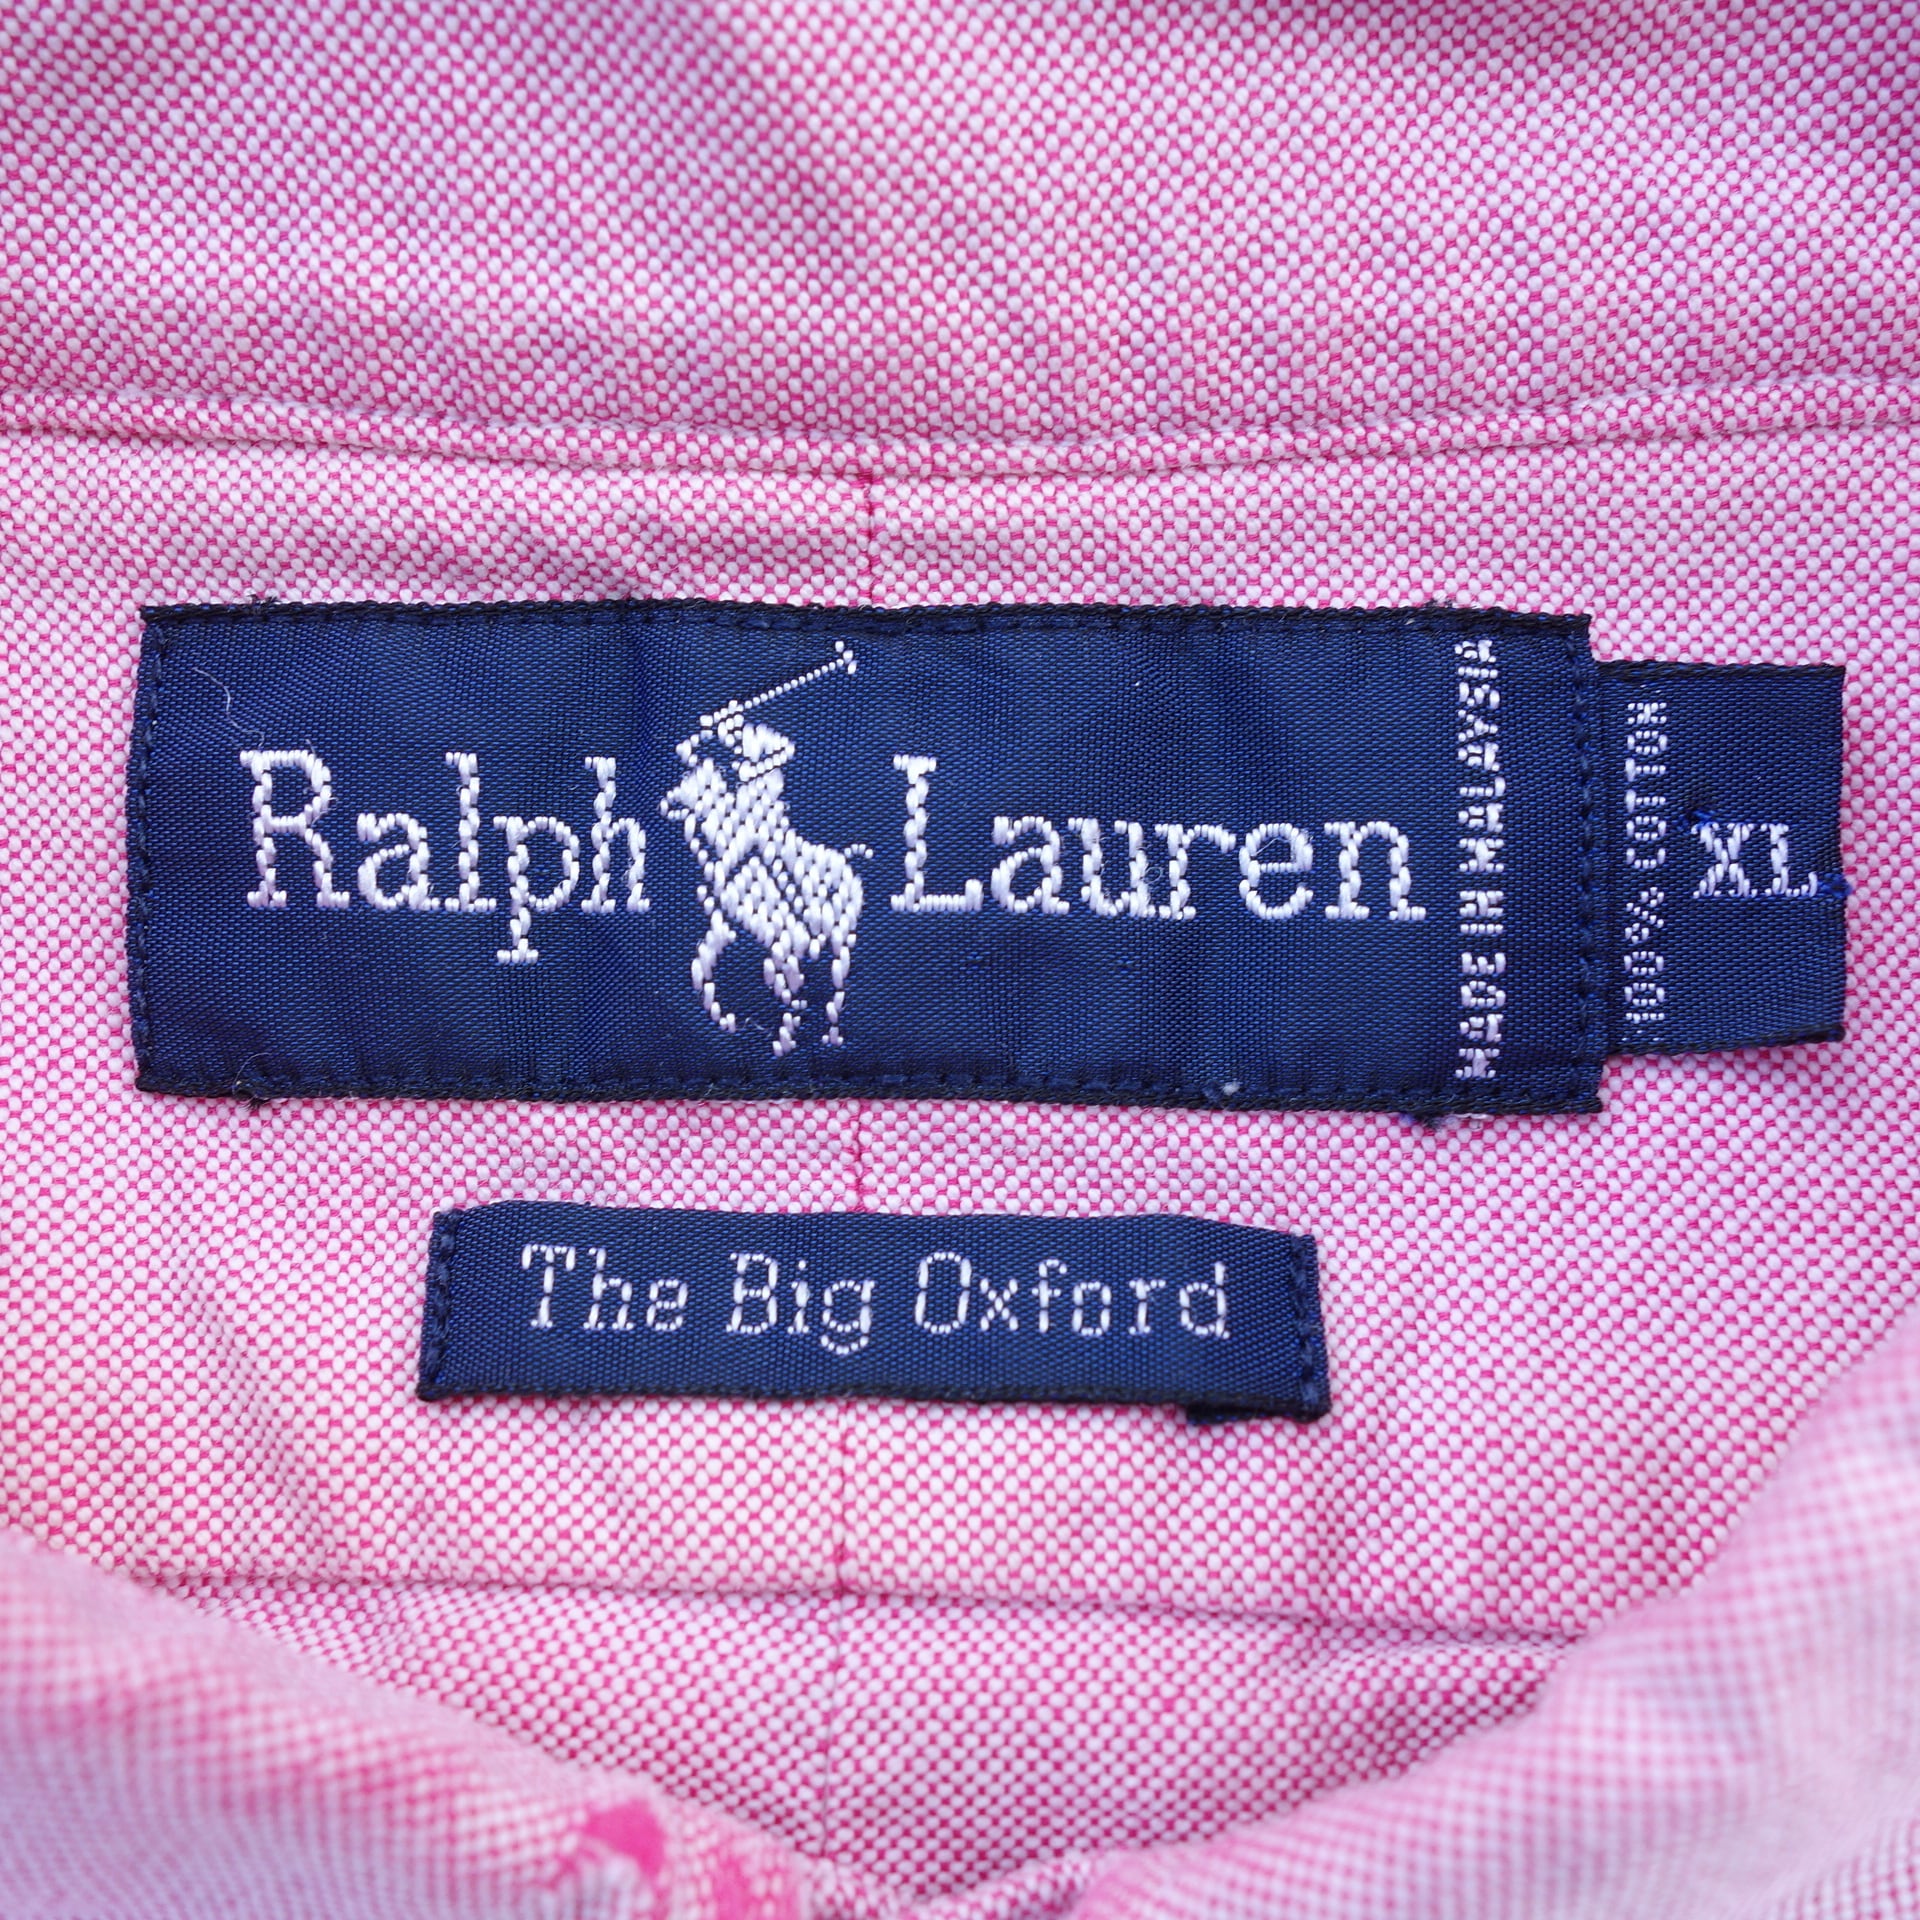 Ralph Lauren
MADE IN MALAYSIA
100% COTTON
XL
The Big Oxford